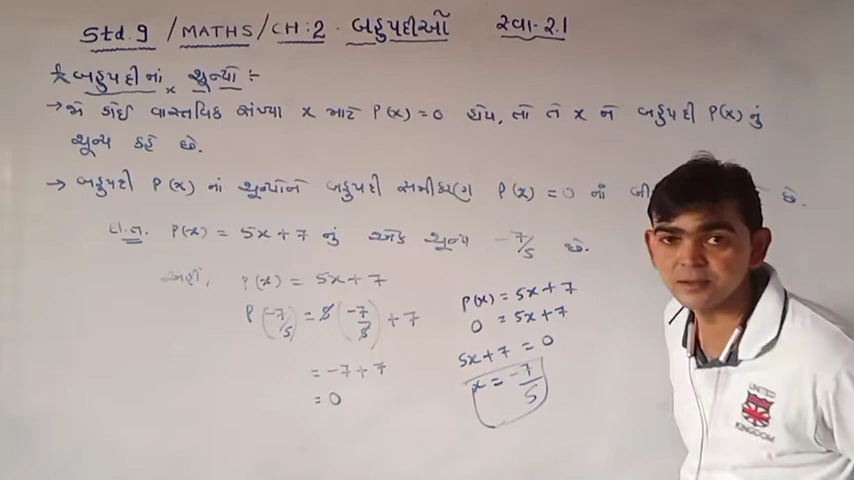 Std. 9 / MATHS / CH: 2 . બહુપદીઓ સ્વા-2.1
* બહુપદીનાં શૂન્યો :-
→ જો કોઈ વાસ્તવિક સંખ્યા x માટે P(x) = 0 હોય, તો તે x ને બહુપદી P(x) નું
શૂન્ય કહે છે.
→ બહુપદી P(x) નાં શૂન્યોને બહુપદી સમીકરણ P(x) = 0 નાં છે.
દા.ત. P(x) = 5x + 7 નું એક શૂન્ય -7/5 છે.
અહીં, P(x) = 5x + 7
P(-7/5) = 5(-7/5) + 7
= -7 + 7
= 0
P(x) = 5x + 7
0 = 5x + 7
5x + 7 = 0
x = -7/5
UNITED
KINGDOM